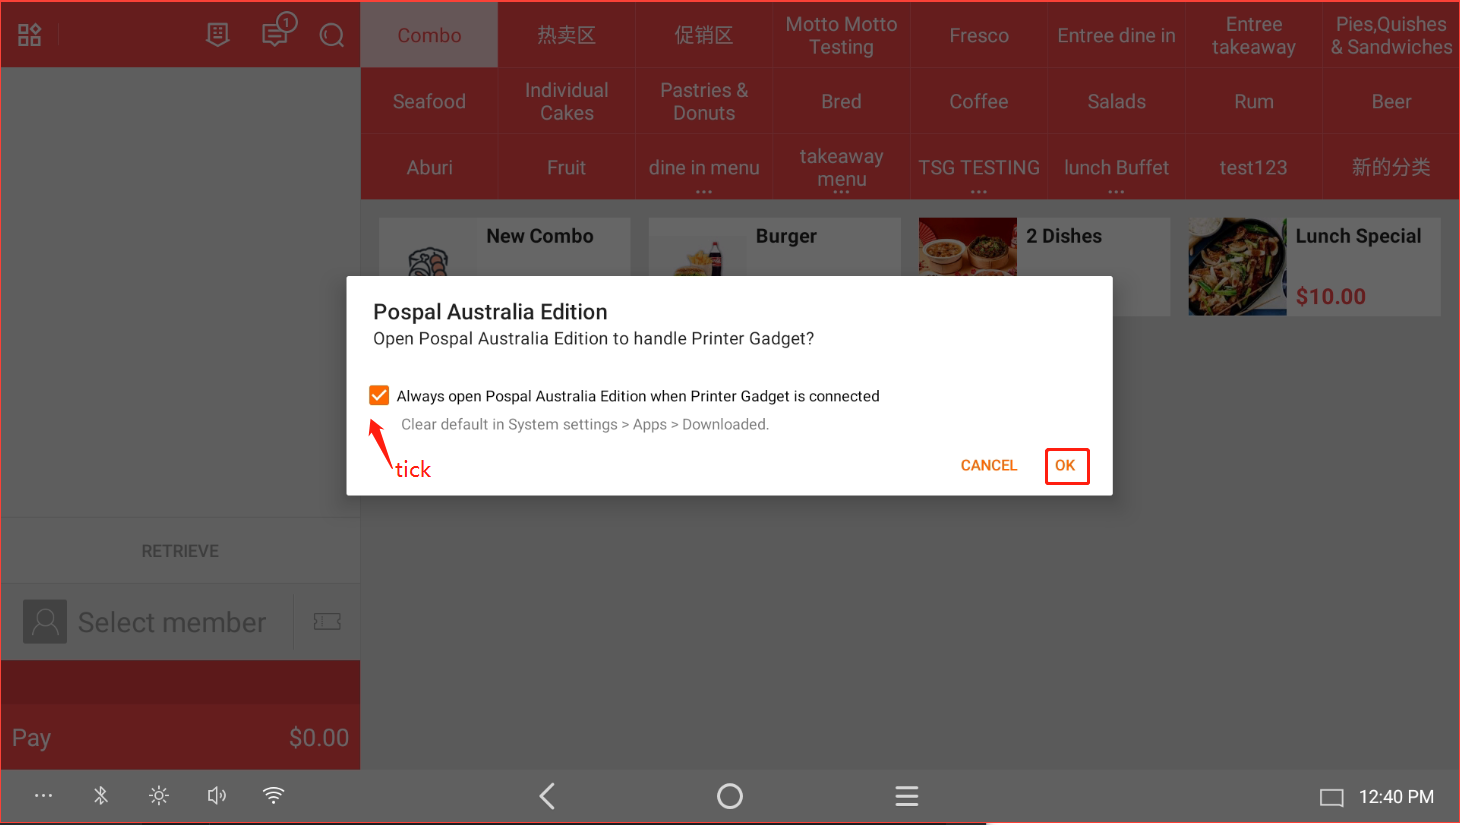 1
Combo
热卖区
促销区
Motto Motto
Testing
Fresco
Entree dine in
Entree
takeaway
Pies,Quishes
& Sandwiches
Seafood
Individual
Cakes
Pastries &
Donuts
Bred
Coffee
Salads
Rum
Beer
Aburi
Fruit
dine in menu
...
takeaway
menu
...
TSG TESTING
...
lunch Buffet
...
test123
新的分类
New Combo
Burger
2 Dishes
Lunch Special
$10.00
Pospal Australia Edition
Open Pospal Australia Edition to handle Printer Gadget?
Always open Pospal Australia Edition when Printer Gadget is connected
Clear default in System settings > Apps > Downloaded.
tick
CANCEL
OK
RETRIEVE
Select member
Pay
$0.00
12:40 PM